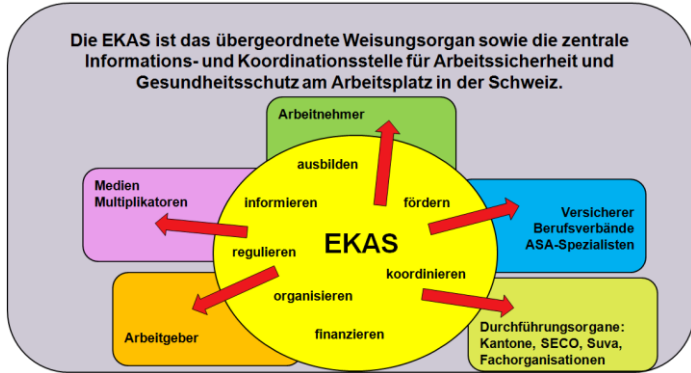 Die EKAS ist das übergeordnete Weisungsorgan sowie die zentrale
Informations- und Koordinationsstelle für Arbeitssicherheit und
Gesundheitsschutz am Arbeitsplatz in der Schweiz.
Arbeitnehmer
ausbilden
Medien
Multiplikatoren
informieren
fördern
Versicherer
Berufsverbände
ASA-Spezialisten
EKAS
regulieren
koordinieren
organisieren
Arbeitgeber
finanzieren
Durchführungsorgane:
Kantone, SECO, Suva,
Fachorganisationen